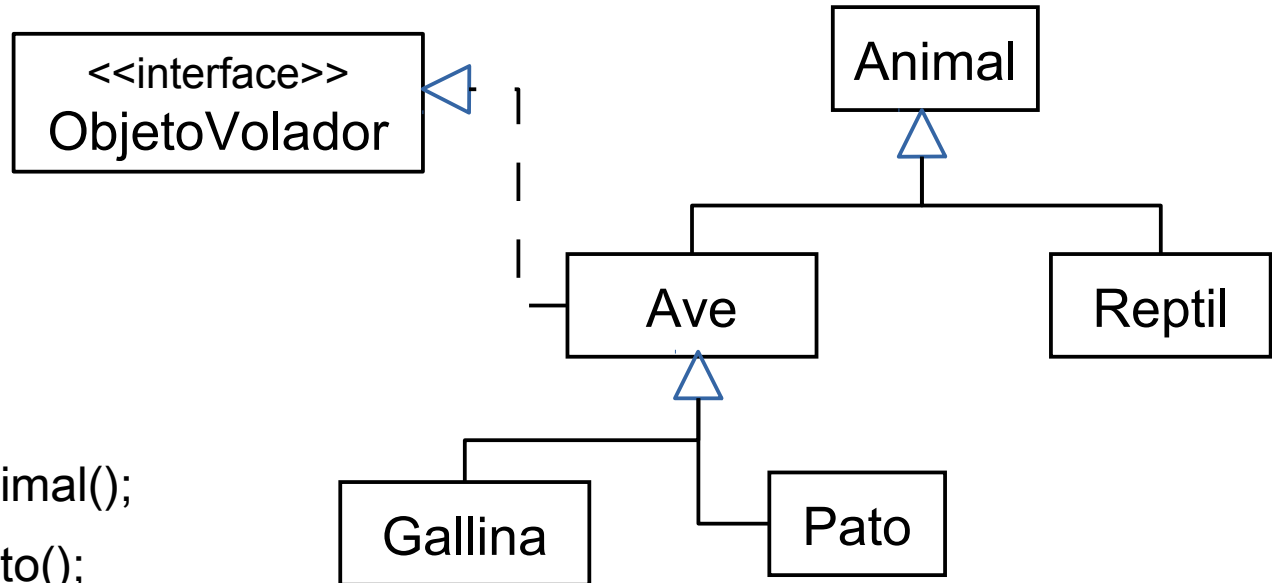 <<interface>>
ObjetoVolador
Animal
Ave
Reptil
imal();
Gallina
Pato
to();